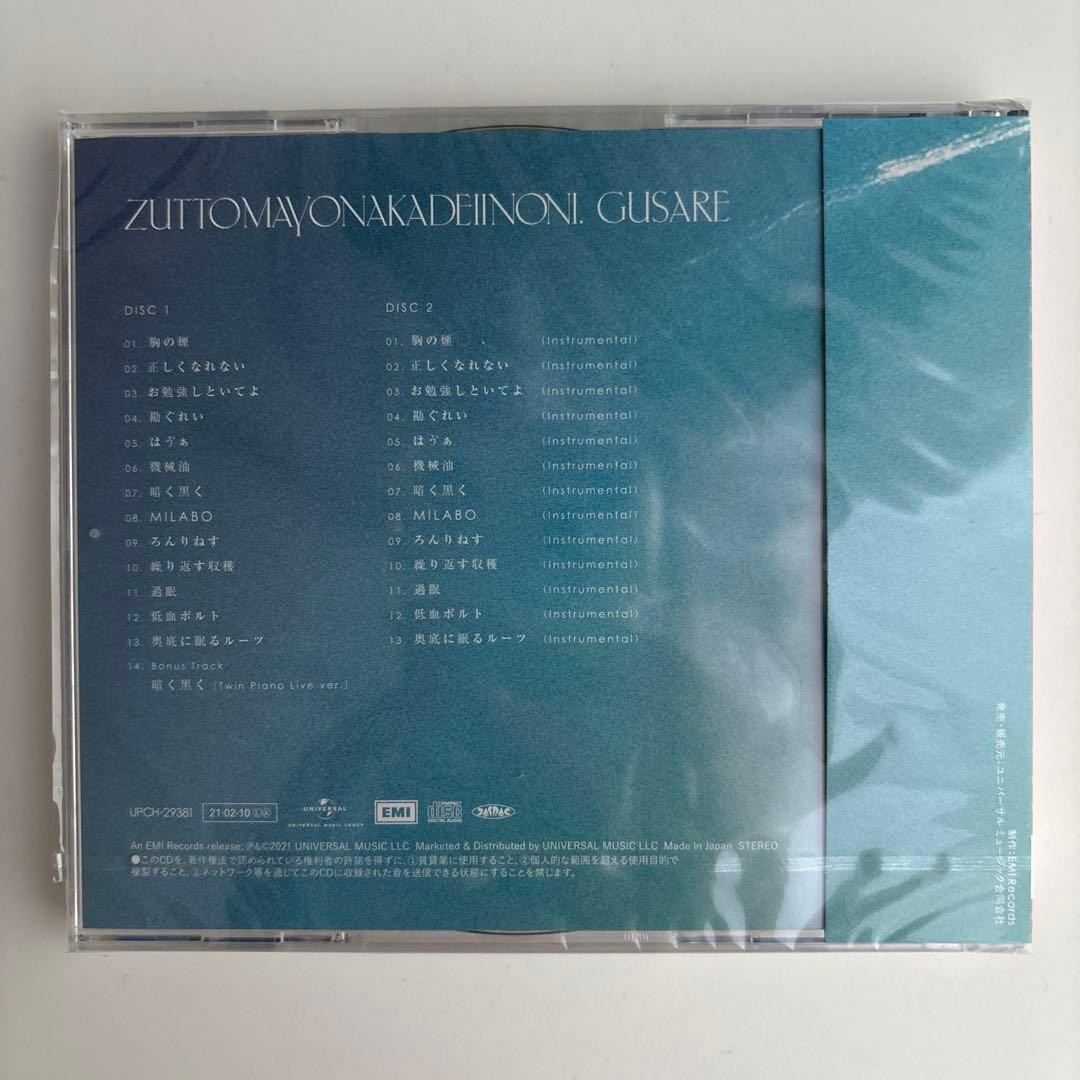 ZUTTOMAYONAKADEIINONI. GUSARE
DISC 1
01. 胸の煙
02. 正しくなれない
03. お勉強しといてよ
04. 勘ぐれい
05. はゔぁ
06. 機械油
07. 暗く黒く
08. MILABO
09. ろんりねす
10. 繰り返す収穫
11. 過眠
12. 低血ボルト
13. 奥底に眠るルーツ
14. Bonus Track
暗く黒く [Twin Piano Live ver.]
DISC 2
01. 胸の煙 (Instrumental)
02. 正しくなれない (Instrumental)
03. お勉強しといてよ (Instrumental)
04. 勘ぐれい (Instrumental)
05. はゔぁ (Instrumental)
06. 機械油 (Instrumental)
07. 暗く黒く (Instrumental)
08. MILABO (Instrumental)
09. ろんりねす (Instrumental)
10. 繰り返す収穫 (Instrumental)
11. 過眠 (Instrumental)
12. 低血ボルト (Instrumental)
13. 奥底に眠るルーツ (Instrumental)
UPCH-29381 21·02·10 Ⓛ Ⓧ UNIVERSAL EMI COMPACT disc DIGITAL AUDIO JASRAC
UNIVERSAL MUSIC GROUP
An EMI Records release; ℗&©2021 UNIVERSAL MUSIC LLC Marketed & Distributed by UNIVERSAL MUSIC LLC Made in Japan STEREO
●このCDを、著作権法で認められている権利者の許諾を得ずに、①賃貸業に使用すること、②個人的な範囲を超える使用目的で
複製すること、③ネットワーク等を通じてこのCDに収録された音を送信できる状態にすることを禁じます。
制作：EMI Records
発売・販売元：ユニバーサル ミュージック合同会社